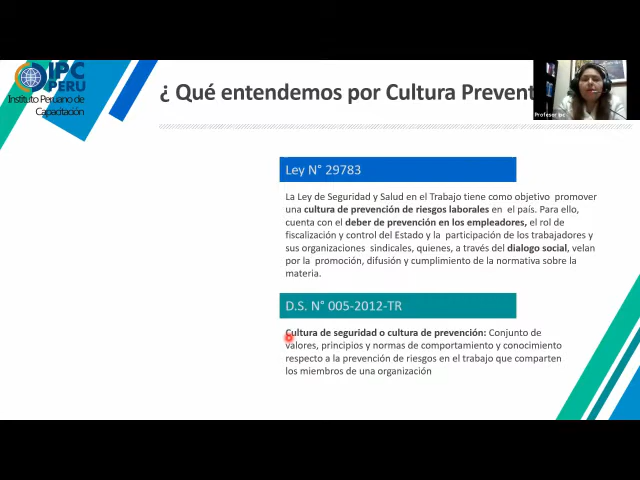 IPC
PERU
Instituto Peruano de
Capacitación
¿ Qué entendemos por Cultura Prevent
Profesor ipc
Ley N° 29783
La Ley de Seguridad y Salud en el Trabajo tiene como objetivo promover
una cultura de prevención de riesgos laborales en el país. Para ello,
cuenta con el deber de prevención en los empleadores, el rol de
fiscalización y control del Estado y la participación de los trabajadores y
sus organizaciones sindicales, quienes, a través del dialogo social, velan
por la promoción, difusión y cumplimiento de la normativa sobre la
materia.
D.S. N° 005-2012-TR
Cultura de seguridad o cultura de prevención: Conjunto de
valores, principios y normas de comportamiento y conocimiento
respecto a la prevención de riesgos en el trabajo que comparten
los miembros de una organización